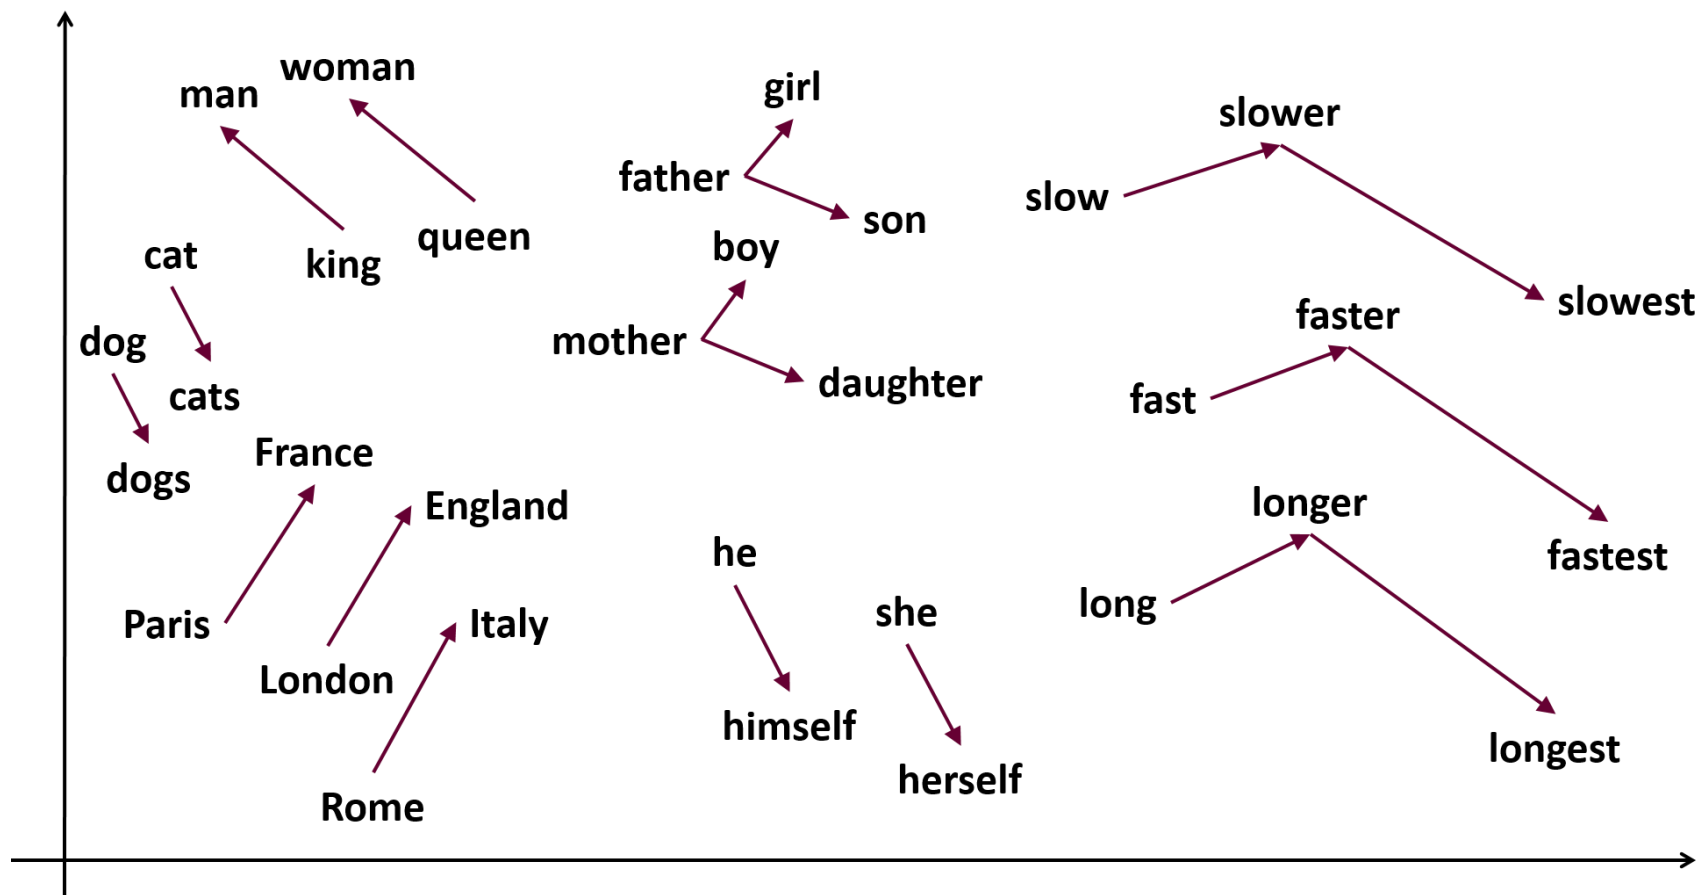 woman
man
girl
slower
father
slow
son
queen
boy
cat
king
slowest
faster
dog
mother
daughter
cats
fast
France
dogs
England
longer
he
fastest
long
she
Paris
Italy
London
himself
longest
herself
Rome